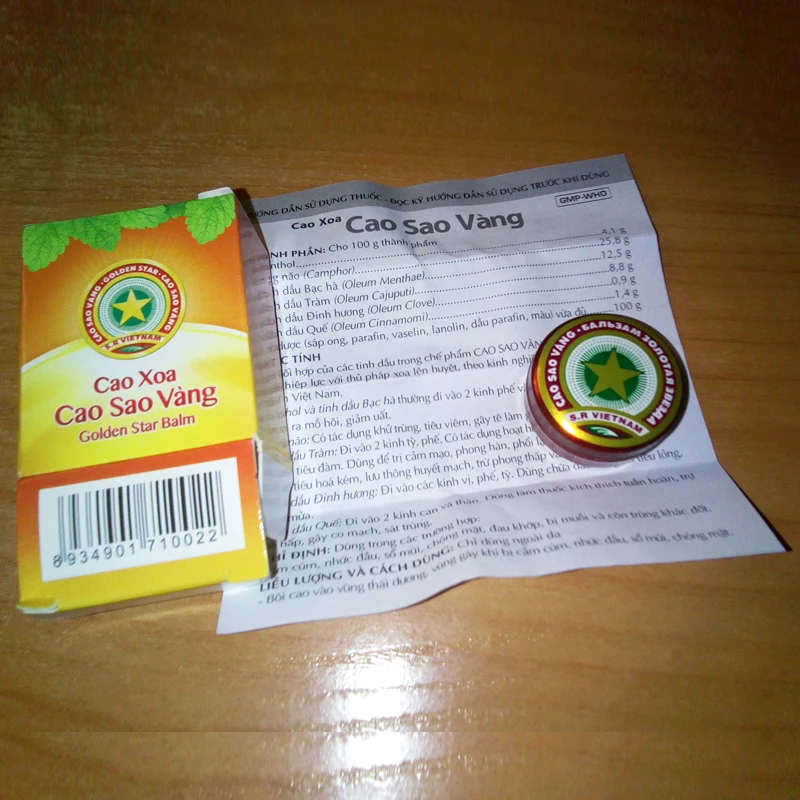 CAO SAO VÀNG · GOLDEN STAR · CAO SAO VÀNG
S.R VIETNAM
Cao Xoa
Cao Sao Vàng
Golden Star Balm
8 934901 710022
DẪN SỬ DỤNG THUỐC - ĐỌC KỸ HƯỚNG DẪN SỬ DỤNG TRƯỚC KHI DÙNG
GMP-WHO
Cao Xoa Cao Sao Vàng
PHẦN: Cho 100 g thành phẩm
4,1 g
(Camphor) 25,8 g
dầu Bạc hà (Oleum Menthae) 12,5 g
dầu Tràm (Oleum Cajuputi) 8,8 g
dầu Đinh hương (Oleum Clove) 0,9 g
dầu Quế (Oleum Cinnamomi) 1,4 g
dược (sáp ong, parafin, vaselin, lanolin, dầu parafin, màu) vừa đủ 100 g
TÍNH
hợp của các tinh dầu trong chế phẩm CAO SAO VÀNG
lực với thủ pháp xoa lên huyệt, theo kinh
Việt Nam.
và tinh dầu Bạc hà thường đi vào 2 kinh phế
ra mồ hôi, giảm uất.
Có tác dụng khử trùng, tiêu viêm, gây tê làm
dầu Tràm: Đi vào 2 kinh tỳ, phế. Có tác dụng hoạt
tiêu đàm. Dùng để trị cảm mạo, phong hàn,
tiêu hoá kém, lưu thông huyết mạch, trừ phong thấp
dầu Đinh hương: Đi vào các kinh vị, phế, tỳ. Dùng chữa tiêu lỏng,
mửa.
dầu Quế: Đi vào 2 kinh can và thận. Dùng làm thuốc kích thích tuần hoàn, trợ
hấp, gây co mạch, sát trùng.
CHỈ ĐỊNH: Dùng trong các trường hợp:
cúm, nhức đầu, sổ mũi, chóng mặt, đau khớp, bị muỗi và côn trùng khác đốt.
LIỀU LƯỢNG VÀ CÁCH DÙNG: Chỉ dùng ngoài da
- Bôi cao vào vùng thái dương, vùng gáy khi bị cảm cúm, nhức đầu, sổ mũi, chóng mặt.
CAO SAO VÀNG · БАЛЬЗАМ ЗОЛОТАЯ ЗВЕЗДА
S.R VIETNAM